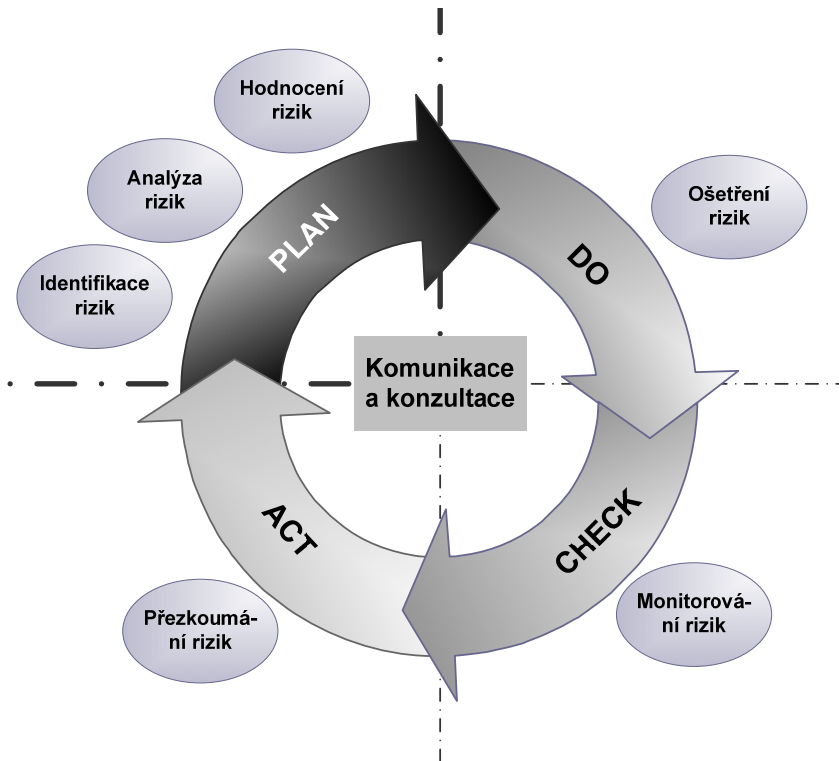 Hodnocení
rizik
Analýza
rizik
Identifikace
rizik
PLAN
Ošetření
rizik
DO
Komunikace
a konzultace
CHECK
Monitorová-
ní rizik
ACT
Přezkoumá-
ní rizik